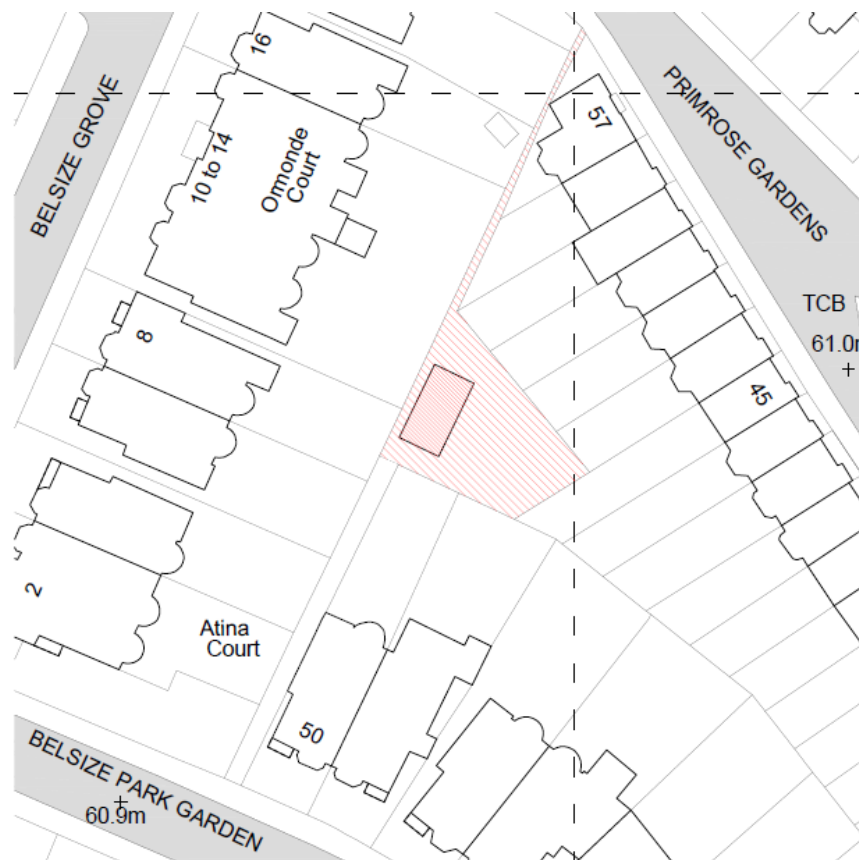 16
BELSIZE GROVE
10 to 14
Ormonde
Court
57
PRIMROSE GARDENS
TCB
61.0m
8
45
2
Atina
Court
50
BELSIZE PARK GARDEN
60.9m